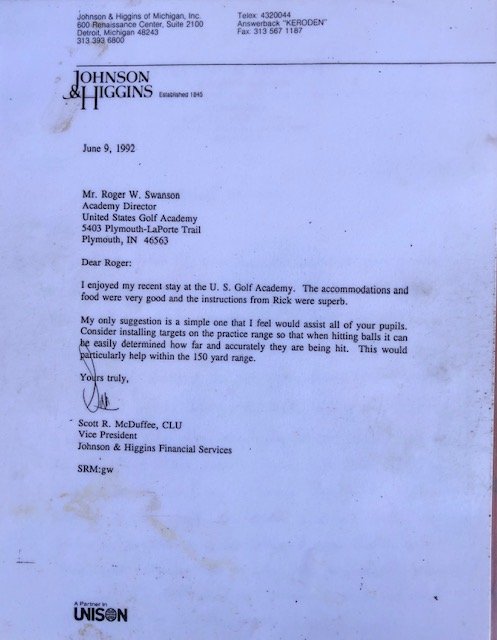 Johnson & Higgins of Michigan, Inc.
600 Renaissance Center, Suite 2100
Detroit, Michigan 48243
313 393 6800
Telex 4320044
Answerback "KERODEN"
Fax 313 567 1187
JOHNSON
& HIGGINS Established 1845
June 9, 1992
Mr. Roger W. Swanson
Academy Director
United States Golf Academy
5403 Plymouth-LaPorte Trail
Plymouth, IN 46563
Dear Roger:
I enjoyed my recent stay at the U. S. Golf Academy. The accommodations and
food were very good and the instructions from Rick were superb.
My only suggestion is a simple one that I feel would assist all of your pupils.
Consider installing targets on the practice range so that when hitting balls it can
be easily determined how far and accurately they are being hit. This would
particularly help within the 150 yard range.
Yours truly,
Scott R. McDuffee, CLU
Vice President
Johnson & Higgins Financial Services
SRM:gw
A Partner in
UNISON